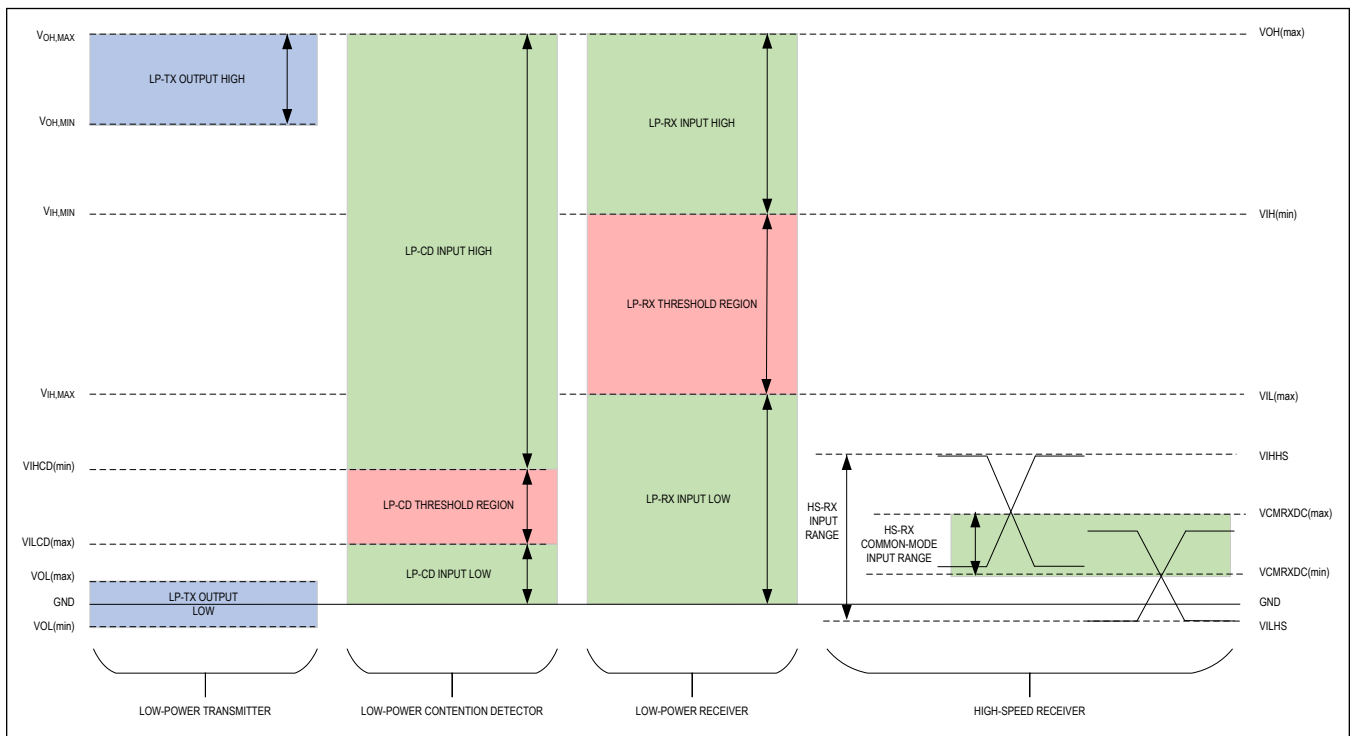 VOH,MAX
VOH(max)
LP-TX OUTPUT HIGH
VOH,MIN
LP-RX INPUT HIGH
VIH,MIN
VIH(min)
LP-CD INPUT HIGH
LP-RX THRESHOLD REGION
VIH,MAX
VIL(max)
VIHCD(min)
VIHHS
LP-CD THRESHOLD REGION
LP-RX INPUT LOW
HS-RX
INPUT
RANGE
VCMRXDC(max)
HS-RX
COMMON-MODE
INPUT RANGE
VILCD(max)
VOL(max)
LP-CD INPUT LOW
VCMRXDC(min)
LP-TX OUTPUT
LOW
GND
GND
VOL(min)
VILHS
LOW-POWER TRANSMITTER
LOW-POWER CONTENTION DETECTOR
LOW-POWER RECEIVER
HIGH-SPEED RECEIVER